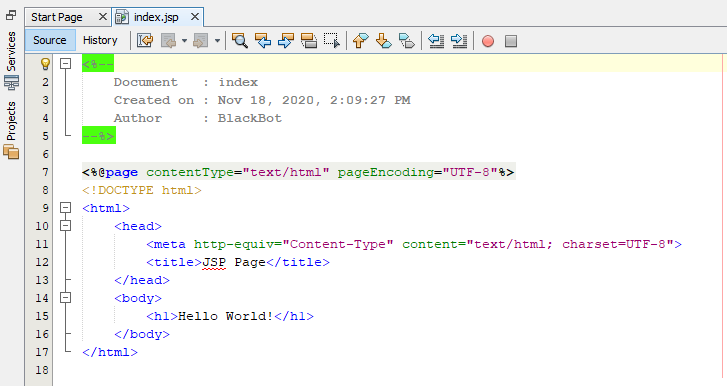 Start Page
index.jsp
Services
Projects
Source
History
<%--
2 Document   : index
3 Created on : Nov 18, 2020, 2:09:27 PM
4 Author     : BlackBot
5 --%>
6
7 <%@page contentType="text/html" pageEncoding="UTF-8"%>
8 <!DOCTYPE html>
9 <html>
10 <head>
11 <meta http-equiv="Content-Type" content="text/html; charset=UTF-8">
12 <title>JSP Page</title>
13 </head>
14 <body>
15 <h1>Hello World!</h1>
16 </body>
17 </html>
18